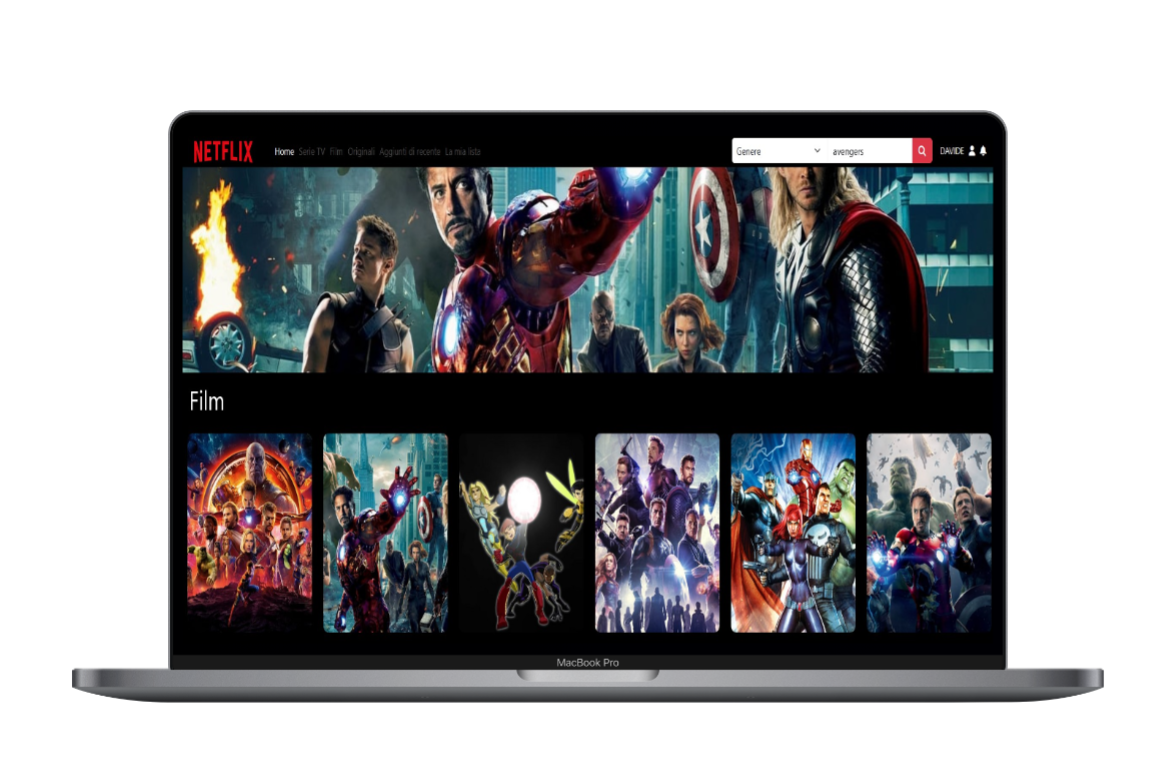 NETFLIX Home Serie TV Film Originali Aggiunti di recente La mia lista Genere avengers DAVIDE
Film
MacBook Pro